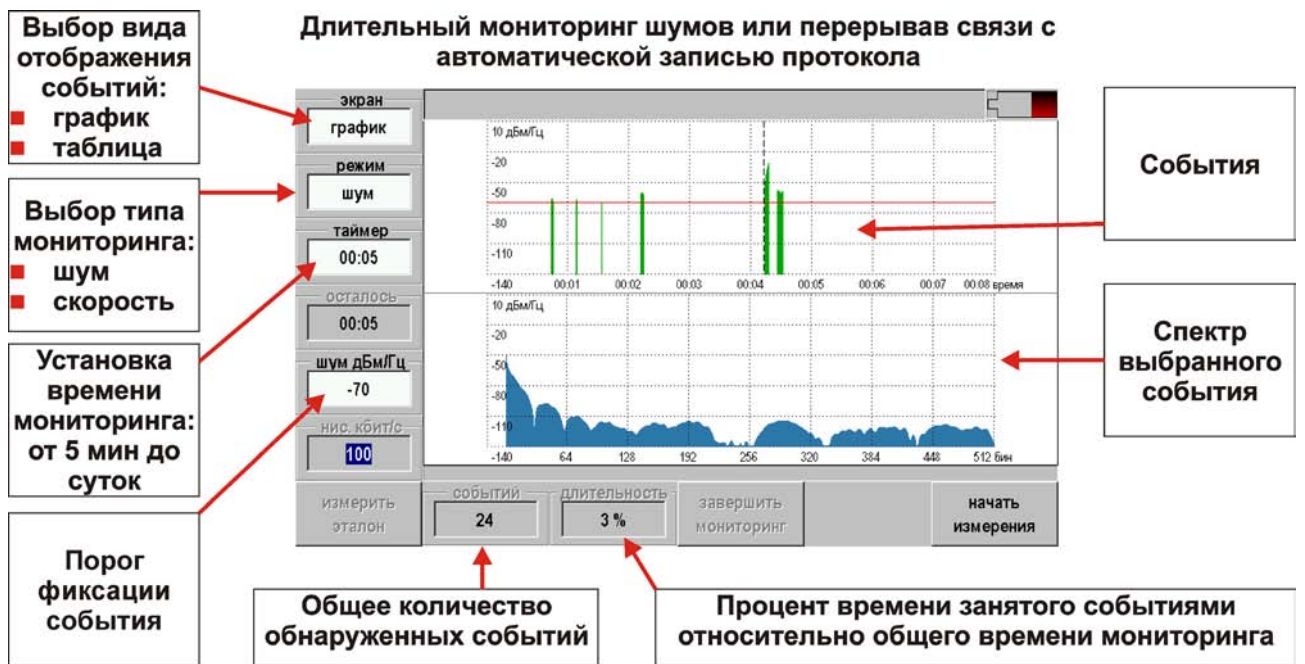 Длительный мониторинг шумов или перерывав связи с
автоматической записью протокола
Выбор вида
отображения
событий:
график
таблица
Выбор типа
мониторинга:
шум
скорость
Установка
времени
мониторинга:
от 5 мин до
суток
Порог
фиксации
события
экран
график
режим
шум
таймер
00:05
осталось
00:05
шум дБм/Гц
-70
нис. кбит/с
100
10 дБм/Гц
-20
-50
-80
-110
-140 00:01 00:02 00:03 00:04 00:05 00:06 00:07 00:08 время
10 дБм/Гц
-20
-50
-80
-110
-140 64 128 192 256 320 384 448 512 бин
измерить
эталон
событий
24
длительность
3 %
завершить
мониторинг
начать
измерения
События
Спектр
выбранного
события
Общее количество
обнаруженных событий
Процент времени занятого событиями
относительно общего времени мониторинга